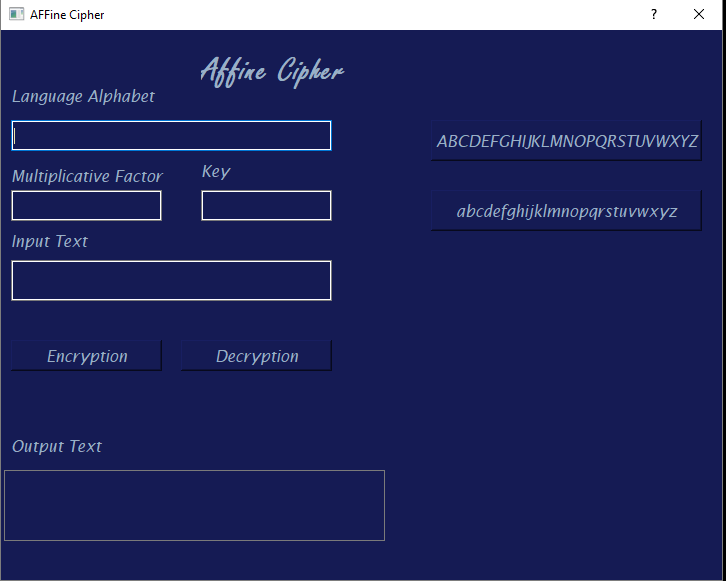 AFFine Cipher
?
Affine Cipher
Language Alphabet
ABCDEFGHIJKLMNOPQRSTUVWXYZ
Multiplicative Factor
Key
abcdefghijklmnopqrstuvwxyz
Input Text
Encryption
Decryption
Output Text